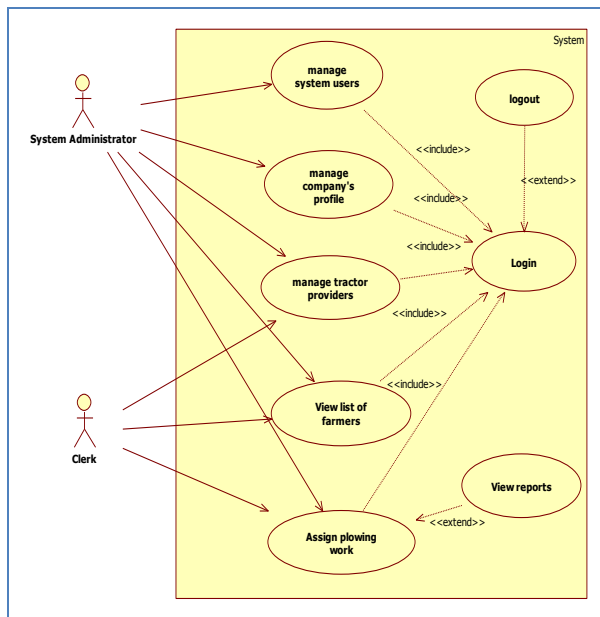 System
manage
system users
logout
System Administrator
<<include>>
<<extend>>
manage
company's
profile
<<include>>
<<include>>
Login
manage tractor
providers
<<include>>
<<include>>
View list of
farmers
Clerk
View reports
<<extend>>
Assign plowing
work